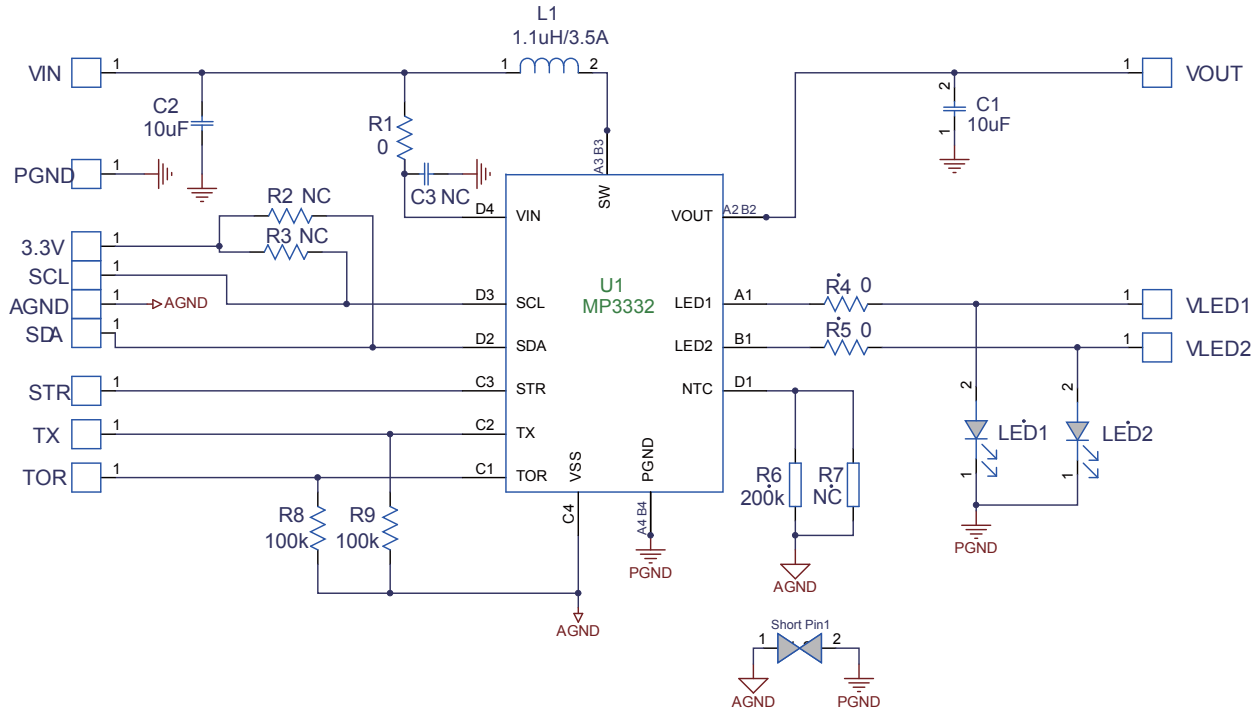 L1
1.1uH/3.5A
VIN
1
1
2
1
VOUT
C2
10uF
R1
0
A3 B3
2
1
C1
10uF
PGND
1
C3 NC
SW
R2 NC
D4
VIN
VOUT
A2 B2
3.3V
1
R3 NC
SCL
1
U1
MP3332
AGND
1
AGND
D3
SCL
LED1
A1
R4 0
1
VLED1
SDA
1
D2
SDA
LED2
B1
R5 0
1
VLED2
STR
1
C3
STR
NTC
D1
2
2
TX
1
C2
TX
LED1
LED2
TOR
1
C1
TOR
VSS
PGND
R6
200k
R7
NC
1
1
R8
100k
R9
100k
C4
A4 B4
PGND
PGND
AGND
AGND
Short Pin1
1
2
AGND
PGND